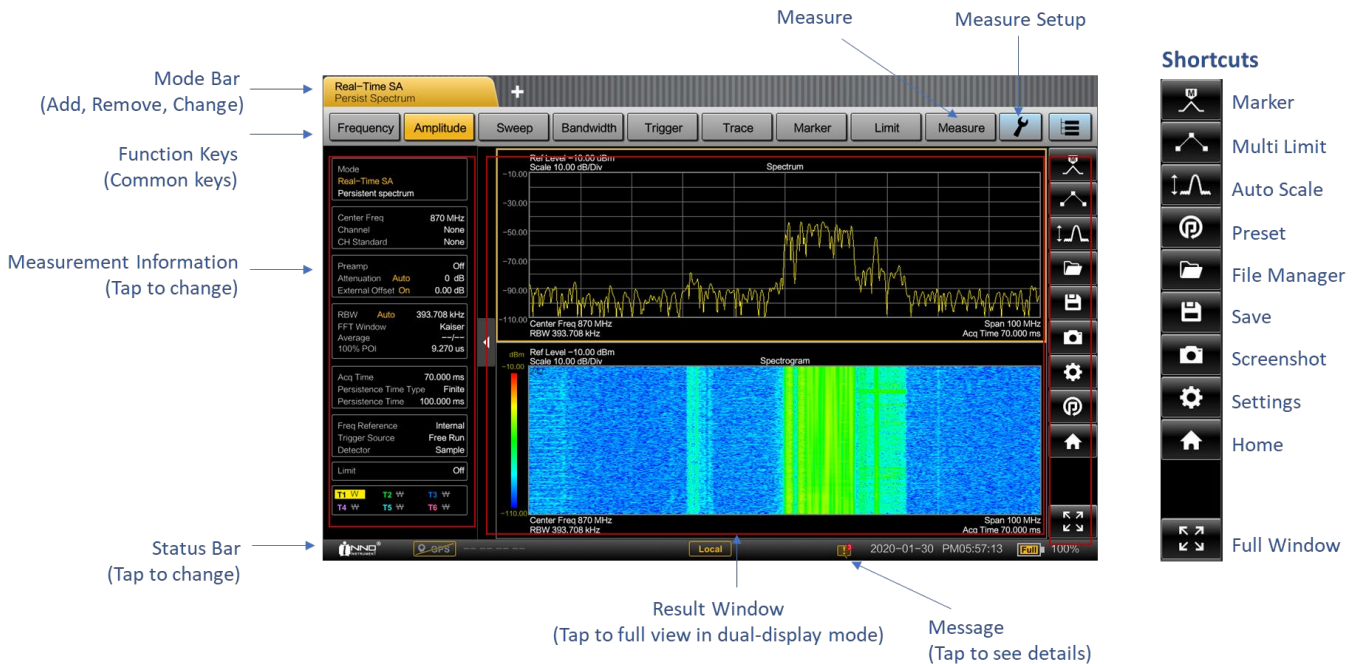 Measure
Measure Setup
Mode Bar
(Add, Remove, Change)
Function Keys
(Common keys)
Measurement Information
(Tap to change)
Status Bar
(Tap to change)
Real-Time SA
Persist Spectrum
+
Frequency Amplitude Sweep Bandwidth Trigger Trace Marker Limit Measure
Mode
Real-Time SA
Persistent spectrum
Center Freq 870 MHz
Channel None
CH Standard None
Preamp Off
Attenuation Auto 0 dB
External Offset On 0.00 dB
RBW Auto 393.708 kHz
FFT Window Kaiser
Average --/--
100% POI 9.270 us
Acq Time 70.000 ms
Persistence Time Type Finite
Persistence Time 100.000 ms
Freq Reference Internal
Trigger Source Free Run
Detector Sample
Limit Off
T1 W T2 W T3 W
T4 W T5 W T6 W
Ref Level -10.00 dBm
Scale 10.00 dB/Div Spectrum
-10.00
-30.00
-50.00
-70.00
-90.00
-110.00
Center Freq 870 MHz Span 100 MHz
RBW 393.708 kHz Acq Time 70.000 ms
dBm Ref Level -10.00 dBm
Scale 10.00 dB/Div Spectrogram
-10.00
-110.00
Center Freq 870 MHz Span 100 MHz
RBW 393.708 kHz Acq Time 70.000 ms
INNO
INSTRUMENT
GPS -- -- -- -- Local 2020-01-30 PM05:57:13 Full 100%
Result Window
(Tap to full view in dual-display mode)
Message
(Tap to see details)
Shortcuts
M Marker
Multi Limit
Auto Scale
Preset
File Manager
Save
Screenshot
Settings
Home
Full Window